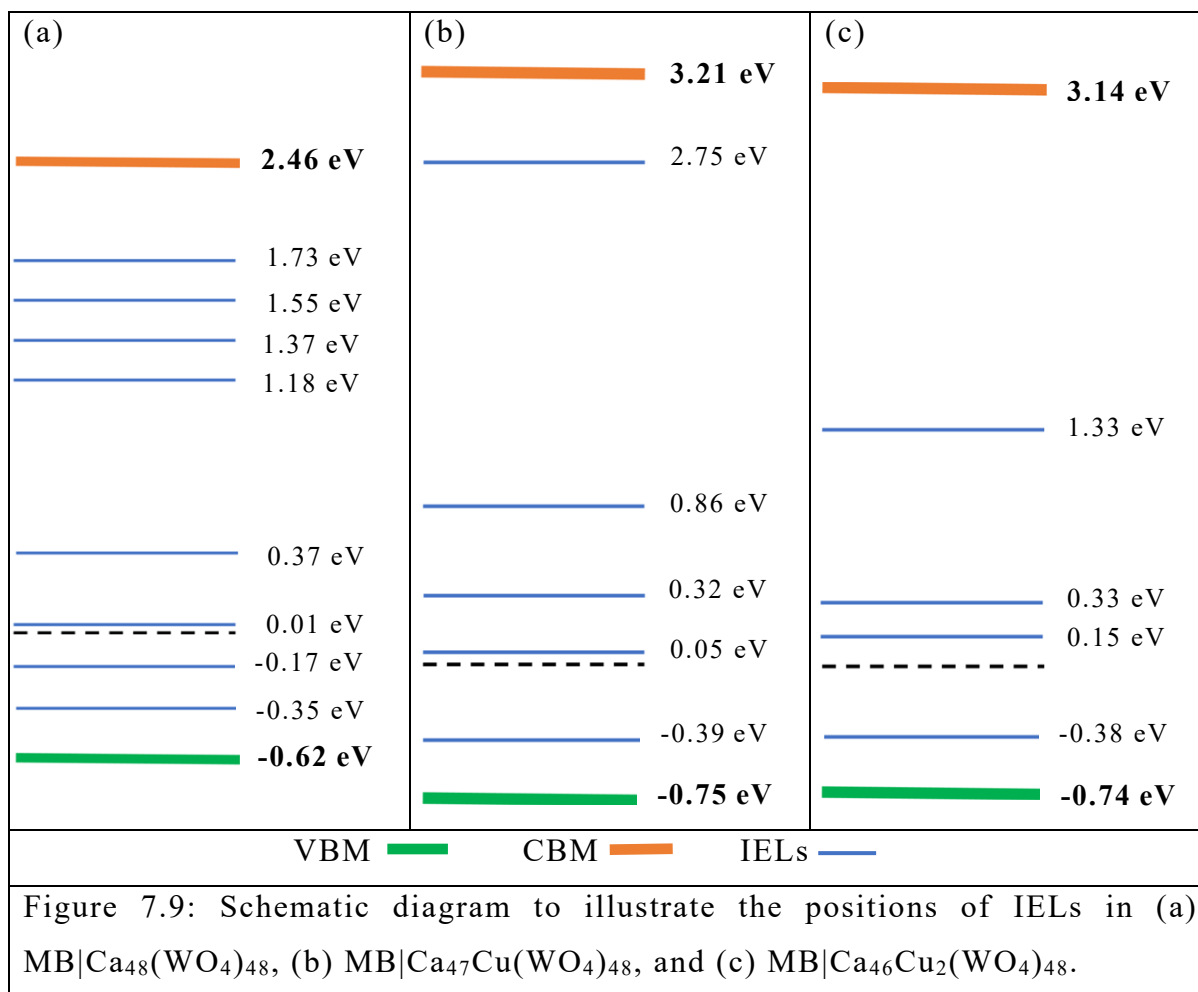 (a)
2.46 eV
1.73 eV
1.55 eV
1.37 eV
1.18 eV
0.37 eV
0.01 eV
-0.17 eV
-0.35 eV
-0.62 eV
(b)
3.21 eV
2.75 eV
0.86 eV
0.32 eV
0.05 eV
-0.39 eV
-0.75 eV
(c)
3.14 eV
1.33 eV
0.33 eV
0.15 eV
-0.38 eV
-0.74 eV
VBM CBM IELs
Figure 7.9: Schematic diagram to illustrate the positions of IELs in (a)
MB|Ca₄₈(WO₄)₄₈, (b) MB|Ca₄₇Cu(WO₄)₄₈, and (c) MB|Ca₄₆Cu₂(WO₄)₄₈.